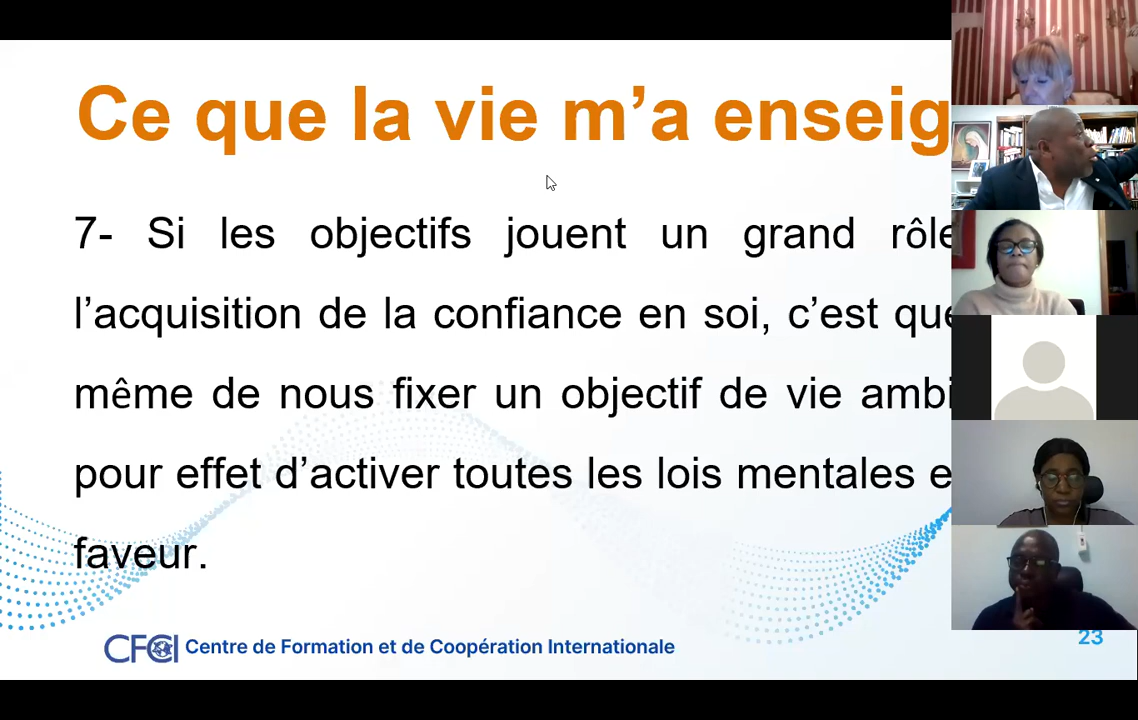 Ce que la vie m’a enseig
7- Si les objectifs jouent un grand rôle
l’acquisition de la confiance en soi, c’est que
même de nous fixer un objectif de vie ambi
pour effet d’activer toutes les lois mentales e
faveur.
CFCI Centre de Formation et de Coopération Internationale
23